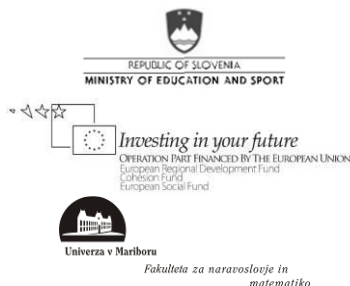 REPUBLIC OF SLOVENIA
MINISTRY OF EDUCATION AND SPORT
Investing in your future
OPERATION PART FINANCED BY THE EUROPEAN UNION
European Regional Development Fund
Cohesion Fund
European Social Fund
Univerza v Mariboru
Fakulteta za naravoslovje in
matematiko